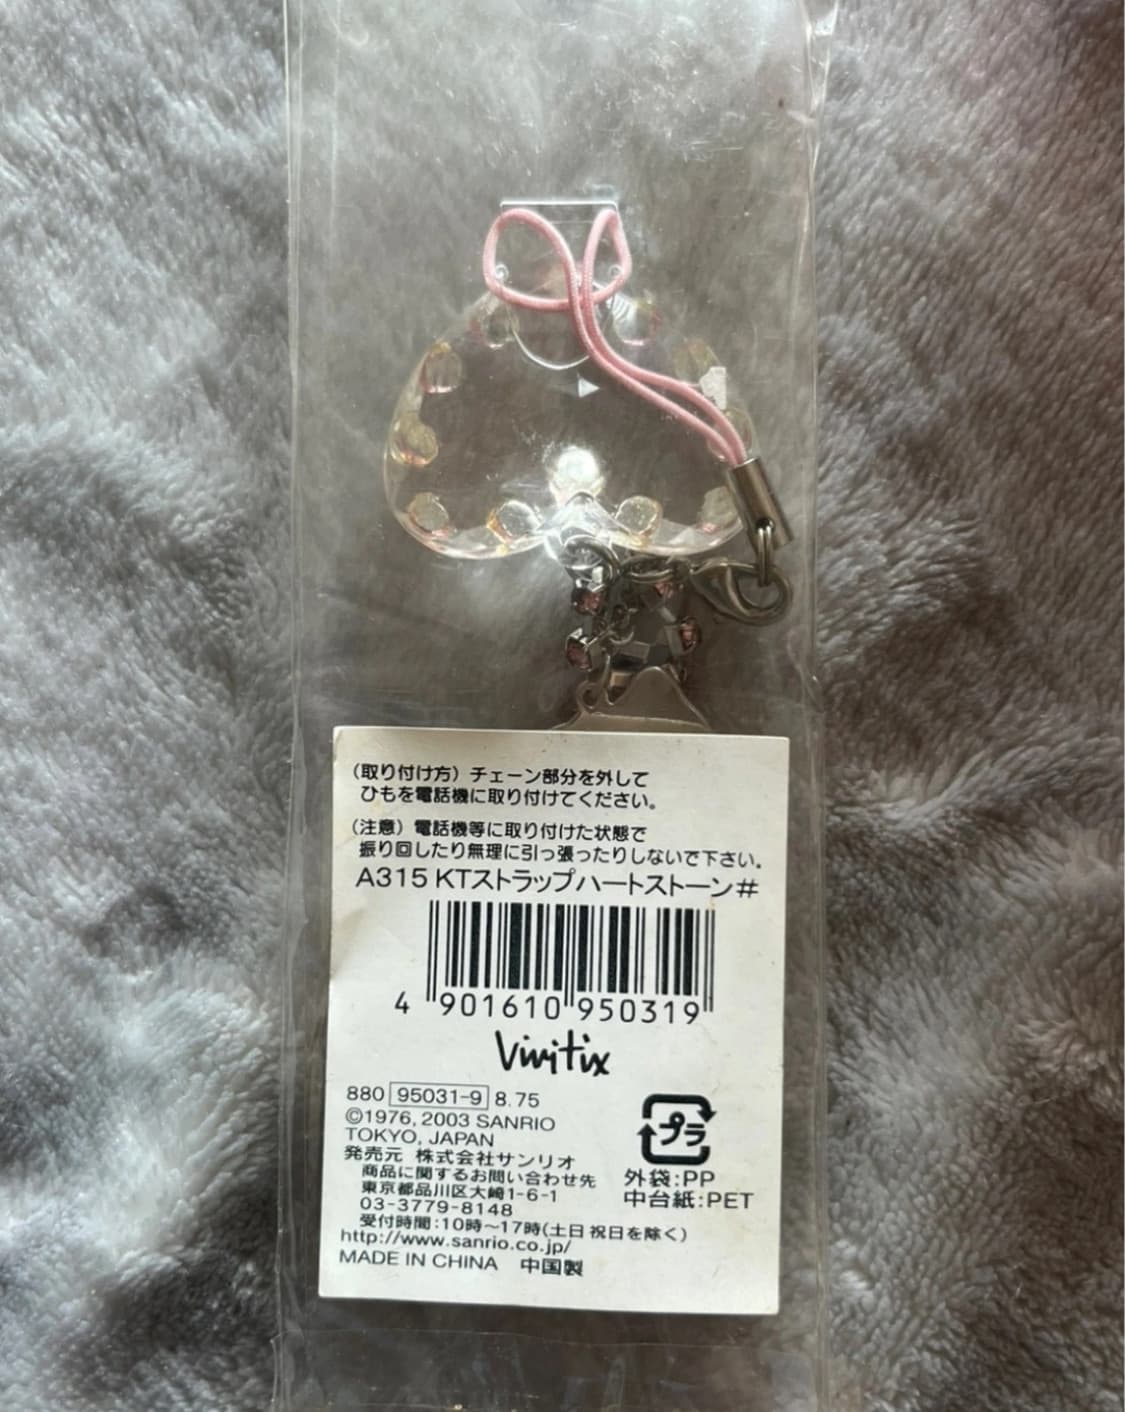 （取り付け方）チェーン部分を外して
ひもを電話機に取り付けてください。
（注意）電話機等に取り付けた状態で
振り回したり無理に引っ張ったりしないで下さい。
A315 KTストラップハートストーン#
4 901610 950319
Vivitix
880 95031-9 8.75
©1976, 2003 SANRIO
TOKYO, JAPAN
発売元 株式会社サンリオ
商品に関するお問い合わせ先
東京都品川区大崎1-6-1
03-3779-8148
受付時間:10時〜17時(土日祝日を除く)
http://www.sanrio.co.jp/
MADE IN CHINA 中国製
プラ
外袋:PP
中台紙:PET